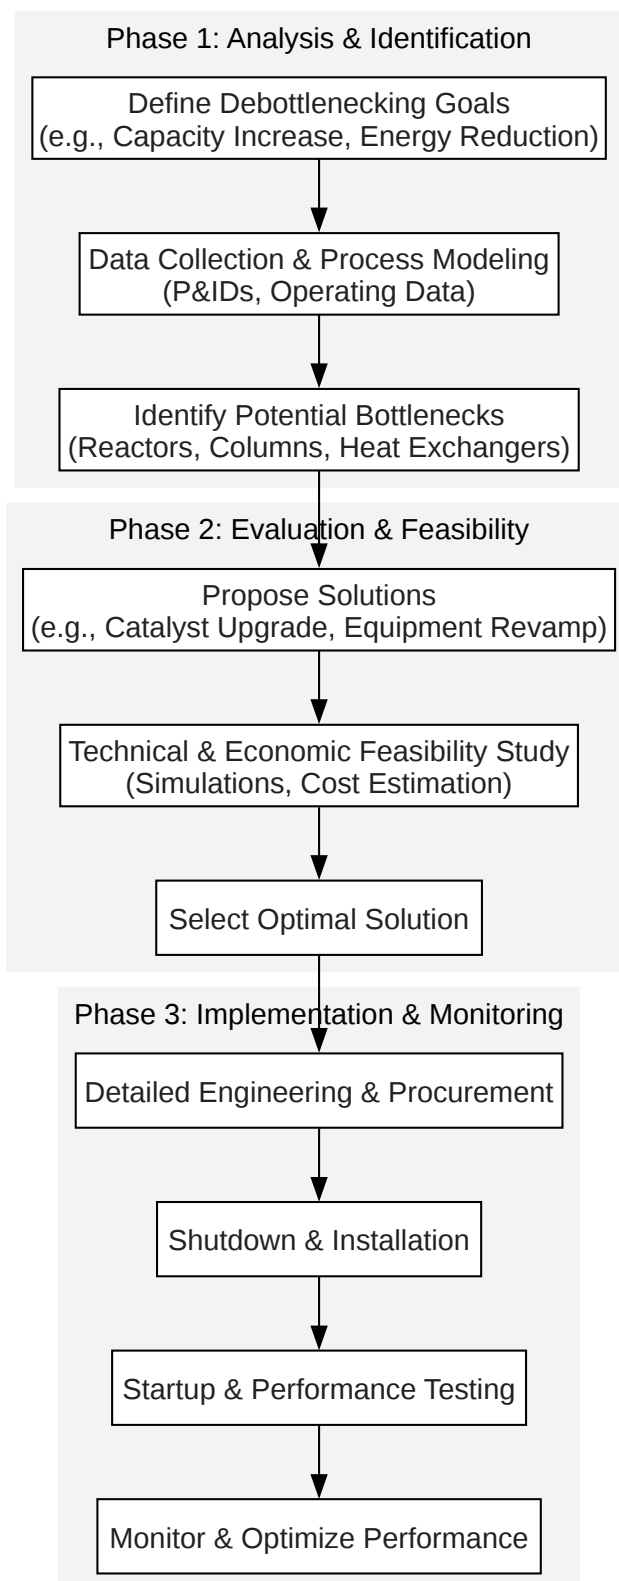 Phase 1: Analysis & Identification
Define Debottlenecking Goals
(e.g., Capacity Increase, Energy Reduction)
Data Collection & Process Modeling
(P&IDs, Operating Data)
Identify Potential Bottlenecks
(Reactors, Columns, Heat Exchangers)
Phase 2: Evaluation & Feasibility
Propose Solutions
(e.g., Catalyst Upgrade, Equipment Revamp)
Technical & Economic Feasibility Study
(Simulations, Cost Estimation)
Select Optimal Solution
Phase 3: Implementation & Monitoring
Detailed Engineering & Procurement
Shutdown & Installation
Startup & Performance Testing
Monitor & Optimize Performance